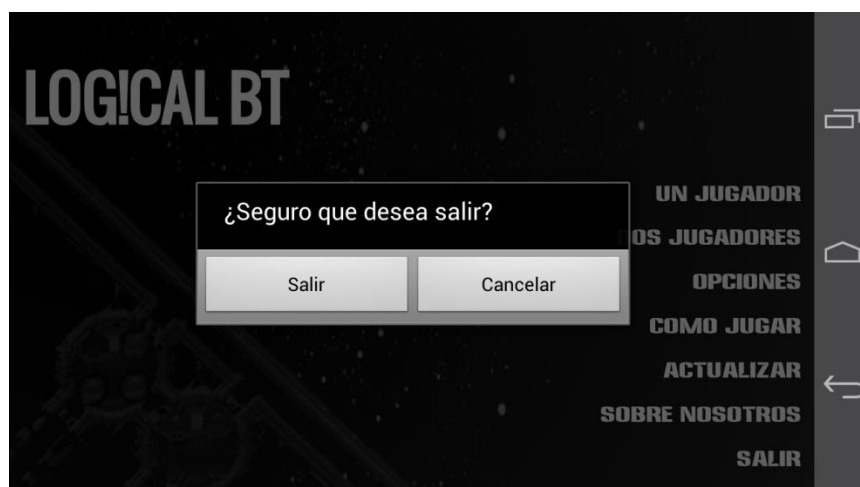 LOG!CAL BT
UN JUGADOR
¿Seguro que desea salir?
OS JUGADORES
Salir
Cancelar
OPCIONES
COMO JUGAR
ACTUALIZAR
SOBRE NOSOTROS
SALIR